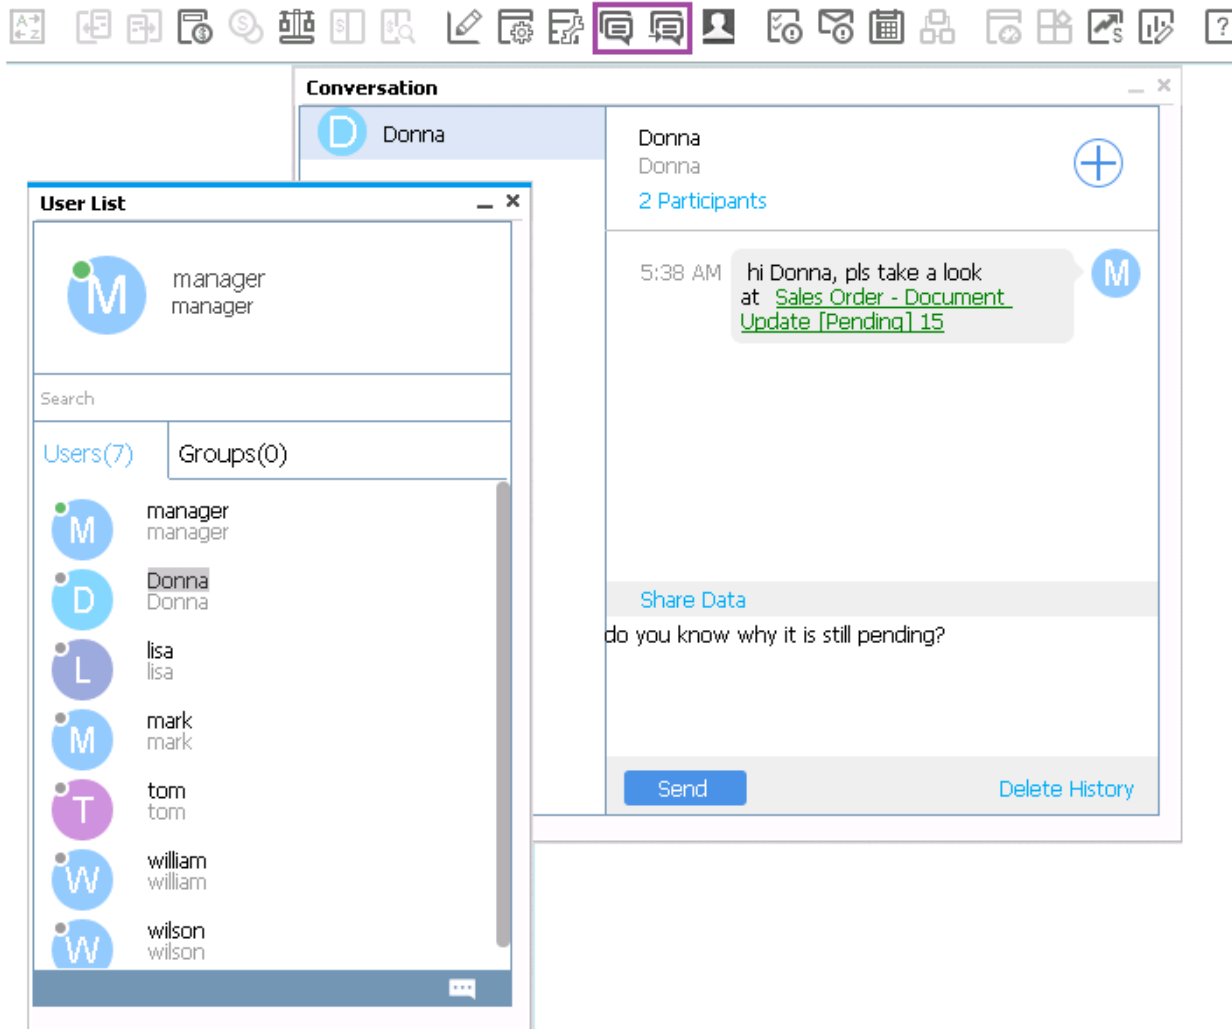 Conversation
D Donna
Donna
Donna
2 Participants
5:38 AM
hi Donna, pls take a look
at Sales Order - Document
Update [Pending] 15
M
Share Data
do you know why it is still pending?
Send
Delete History
User List
M
manager
manager
Search
Users(7)
Groups(0)
M
manager
manager
D
Donna
Donna
L
lisa
lisa
M
mark
mark
T
tom
tom
W
william
william
W
wilson
wilson